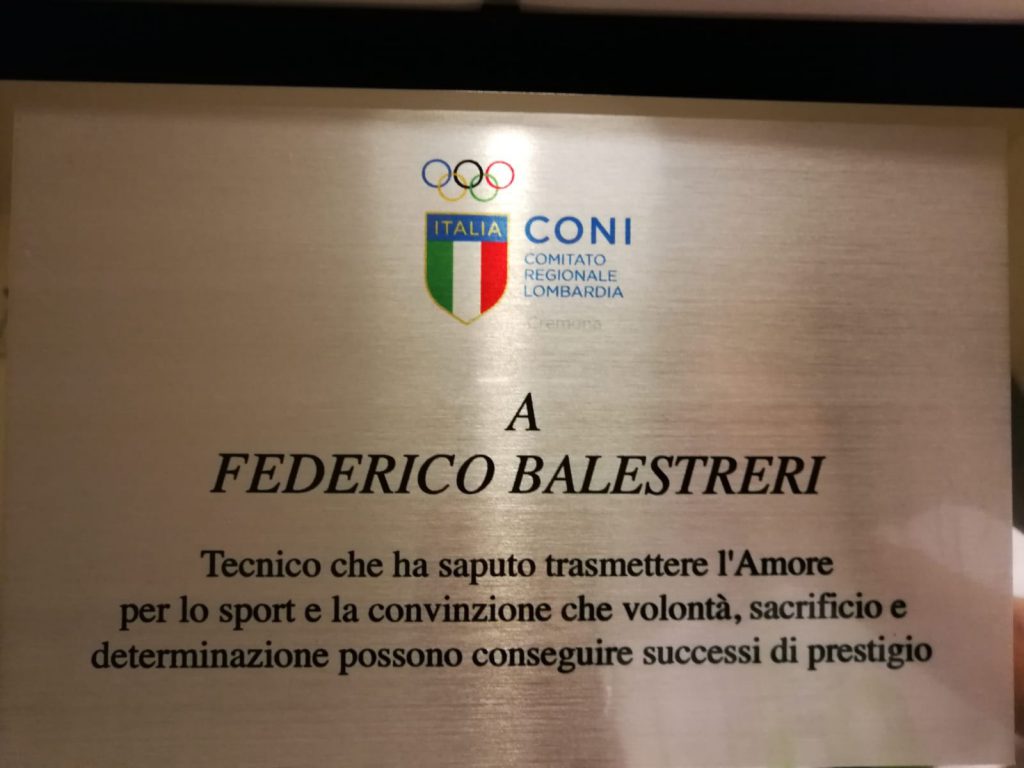 ITALIA
CONI
COMITATO
REGIONALE
LOMBARDIA
Cremona
A
FEDERICO BALESTRERI
Tecnico che ha saputo trasmettere l'Amore
per lo sport e la convinzione che volontà, sacrificio e
determinazione possono conseguire successi di prestigio